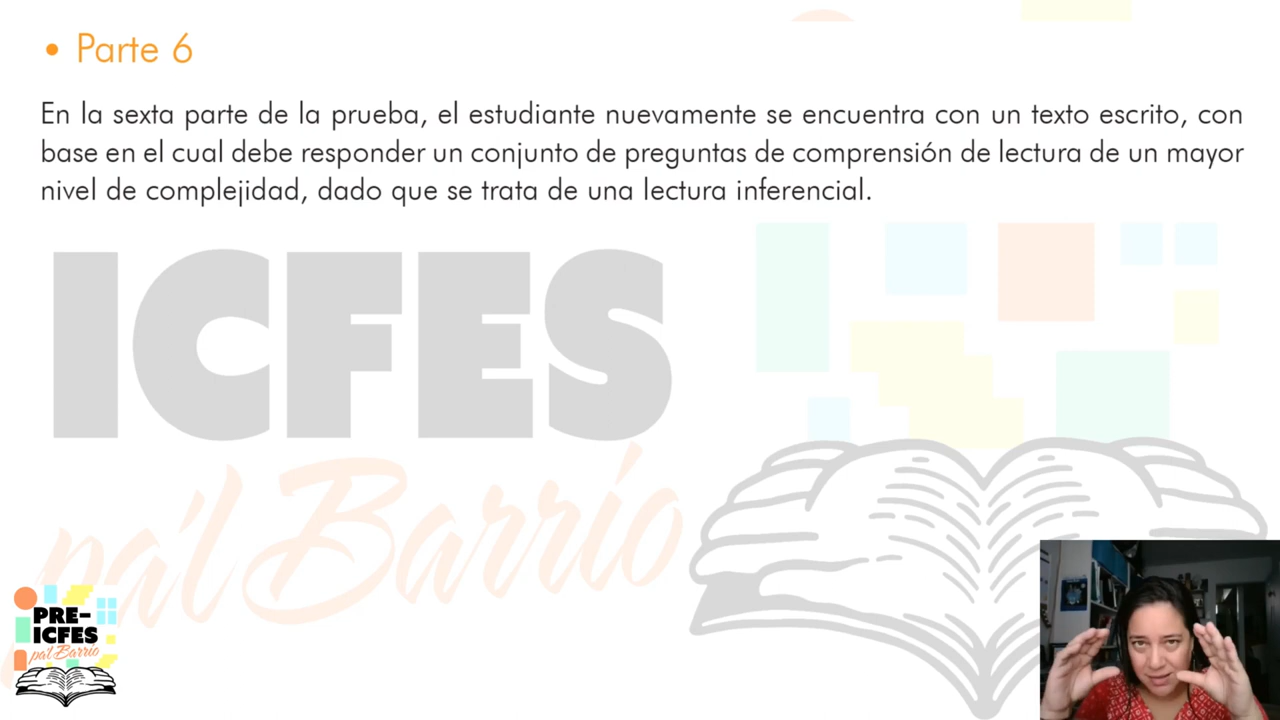 • Parte 6
En la sexta parte de la prueba, el estudiante nuevamente se encuentra con un texto escrito, con
base en el cual debe responder un conjunto de preguntas de comprensión de lectura de un mayor
nivel de complejidad, dado que se trata de una lectura inferencial.
ICFES
pa'l Barrio
PRE-
ICFES
pa'l Barrio